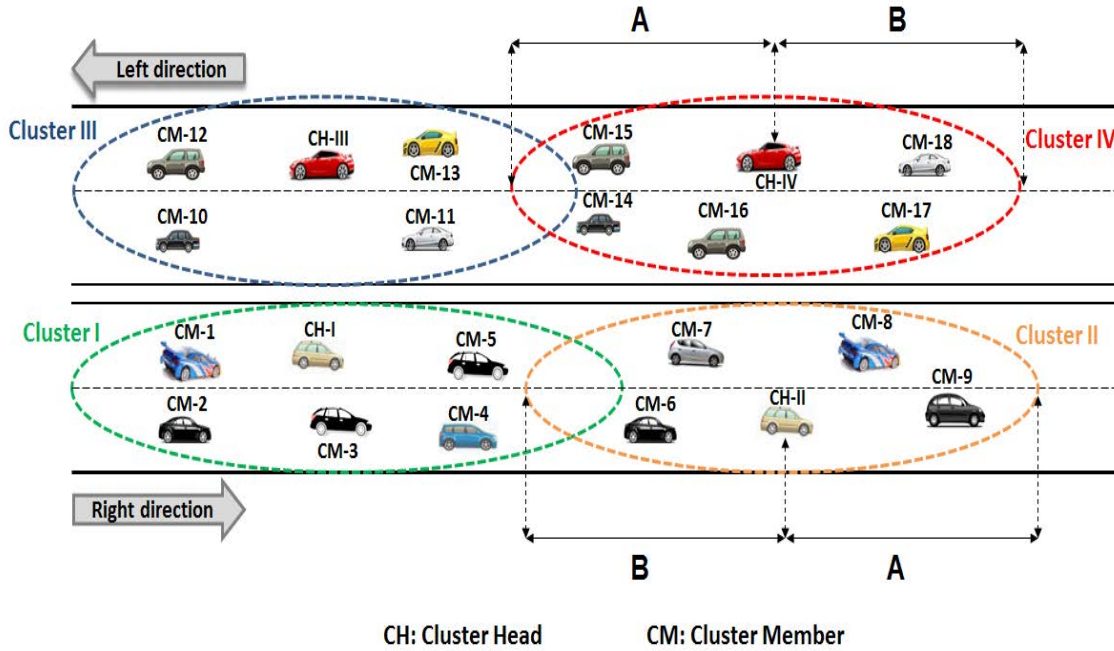 A
B
Left direction
Cluster III
CM-12
CH-III
CM-13
CM-15
CM-18
Cluster IV
CH-IV
CM-10
CM-11
CM-14
CM-16
CM-17
Cluster I
CM-1
CH-I
CM-5
CM-7
CM-8
Cluster II
CM-2
CM-3
CM-4
CM-6
CH-II
CM-9
Right direction
B
A
CH: Cluster Head
CM: Cluster Member